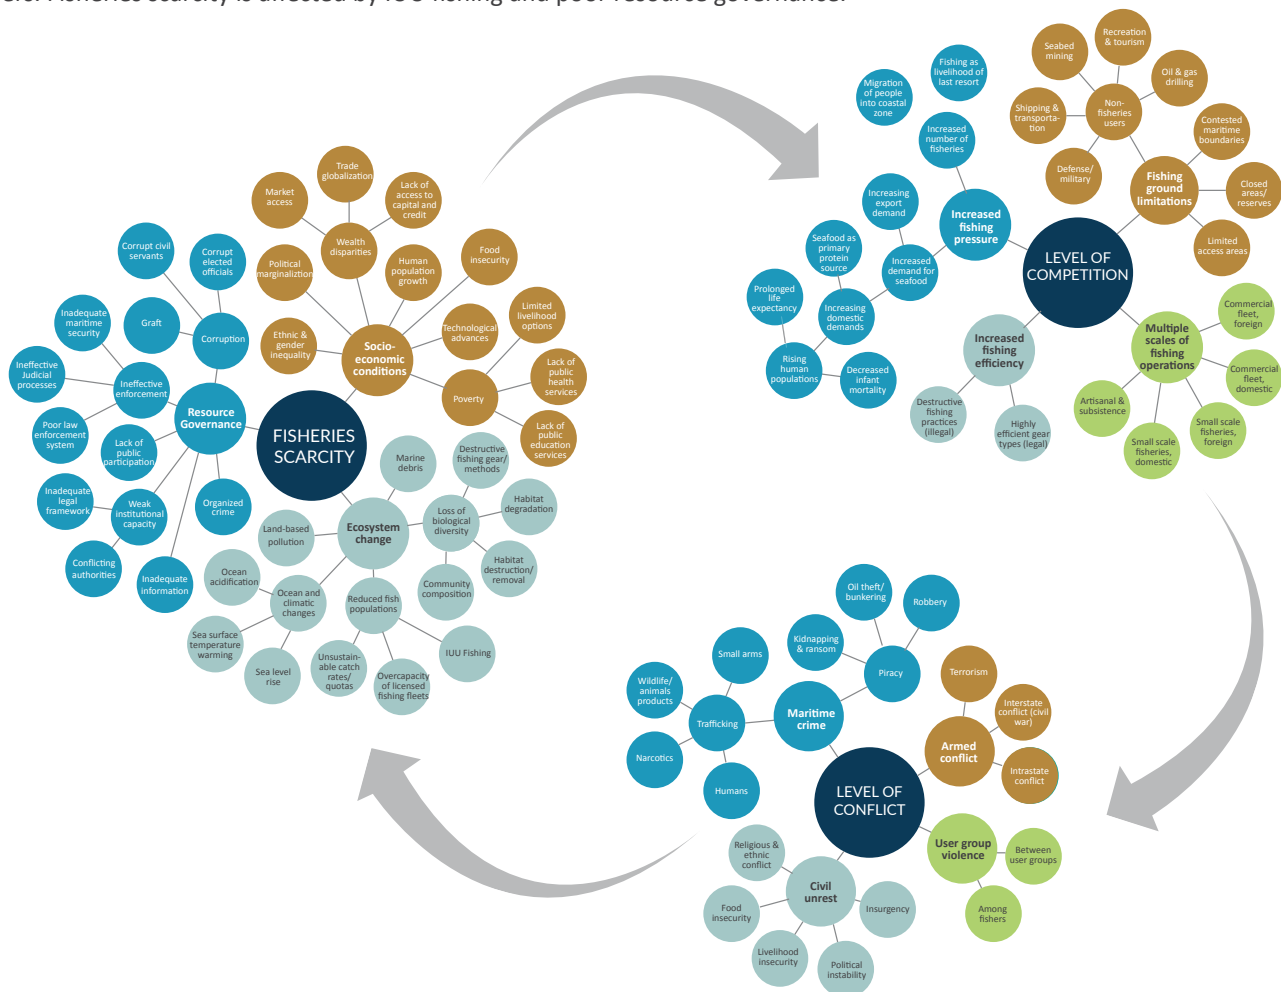 Fishing as
livelihood of
last resort
Migration
of people
into coastal
zone
Increased
number of
fisheries
Increasing
export
demand
Increased
fishing
pressure
Seafood as
primary
protein
source
Increased
demand for
seafood
Prolonged
life
expectancy
Increasing
domestic
demands
Rising
human
populations
Decreased
infant
mortality
Seabed
mining
Recreation
& tourism
Oil & gas
drilling
Shipping &
transporta-
tion
Non-
fisheries
users
Contested
maritime
boundaries
Defense/
military
Fishing
ground
limitations
Closed
areas/
reserves
Limited
access areas
LEVEL OF
COMPETITION
Increased
fishing
efficiency
Destructive
fishing
practices
(illegal)
Highly
efficient gear
types (legal)
Multiple
scales of
fishing
operations
Commercial
fleet,
foreign
Commercial
fleet,
domestic
Artisanal &
subsistence
Small scale
fisheries,
domestic
Small scale
fisheries,
foreign
Trade
globalization
Market
access
Lack of
access to
capital and
credit
Wealth
disparities
Political
marginaliztion
Human
population
growth
Food
insecurity
Ethnic &
gender
inequality
Socio-
economic
conditions
Technological
advances
Limited
livelihood
options
Poverty
Lack of
public
health
services
Lack of
public
education
services
Corrupt civil
servants
Corrupt
elected
officials
Inadequate
maritime
security
Graft
Corruption
Ineffective
Judicial
processes
Ineffective
enforcement
Resource
Governance
Poor law
enforcement
system
Lack of
public
participation
Inadequate
legal
framework
Weak
institutional
capacity
Organized
crime
Conflicting
authorities
Inadequate
information
FISHERIES
SCARCITY
Marine
debris
Destructive
fishing gear/
methods
Land-based
pollution
Ecosystem
change
Loss of
biological
diversity
Habitat
degradation
Habitat
destruction/
removal
Community
composition
Ocean
acidification
Ocean and
climatic
changes
Reduced fish
populations
Sea surface
temperature
warming
Sea level
rise
Unsustain-
able catch
rates/
quotas
Overcapacity
of licensed
fishing fleets
IUU Fishing
Oil theft/
bunkering
Robbery
Kidnapping
& ransom
Piracy
Small arms
Wildlife/
animals
products
Trafficking
Maritime
crime
Narcotics
Humans
Terrorism
Interstate
conflict (civil
war)
Armed
conflict
Intrastate
conflict
LEVEL OF
CONFLICT
User group
violence
Between
user groups
Among
fishers
Religious &
ethnic
conflict
Civil
unrest
Food
insecurity
Insurgency
Livelihood
insecurity
Political
instability